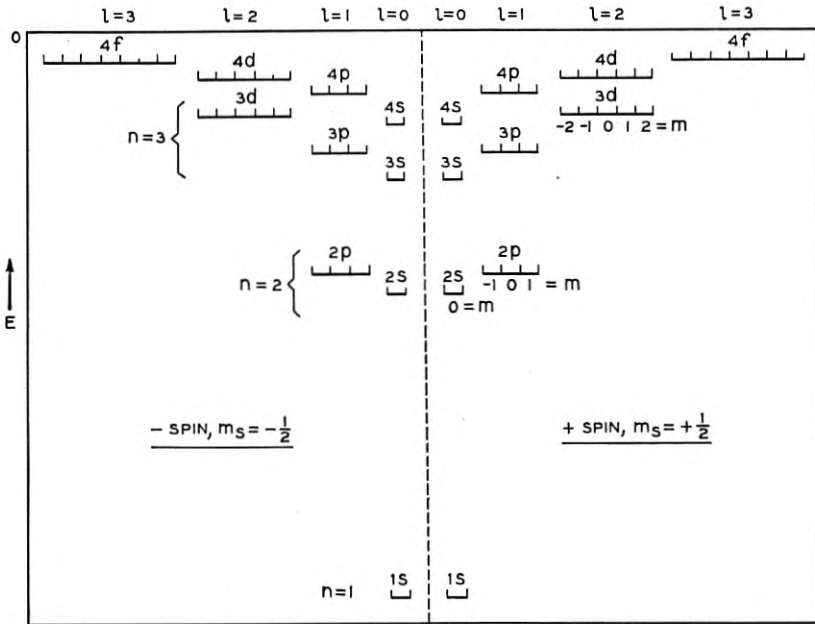 l=3 l=2 l=1 l=0 l=0 l=1 l=2 l=3
0
4f 4f
4d 4p 4p 4d
3d 4s 4s 3d
-2 -1 0 1 2 = m
n=3 3p 3p
3s 3s
2p 2p
n=2 2s 2s -1 0 1 = m
0 = m
E
- SPIN, m_s = -1/2 + SPIN, m_s = +1/2
n=1 1s 1s